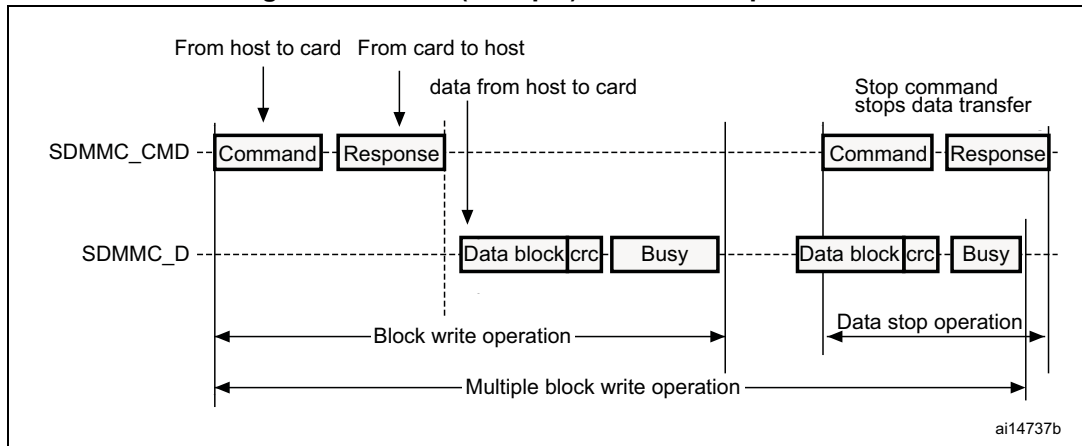 From host to card From card to host
data from host to card
Stop command
stops data transfer
SDMMC_CMD Command Response Command Response
SDMMC_D Data block crc Busy Data block crc Busy
Block write operation
Data stop operation
Multiple block write operation
ai14737b